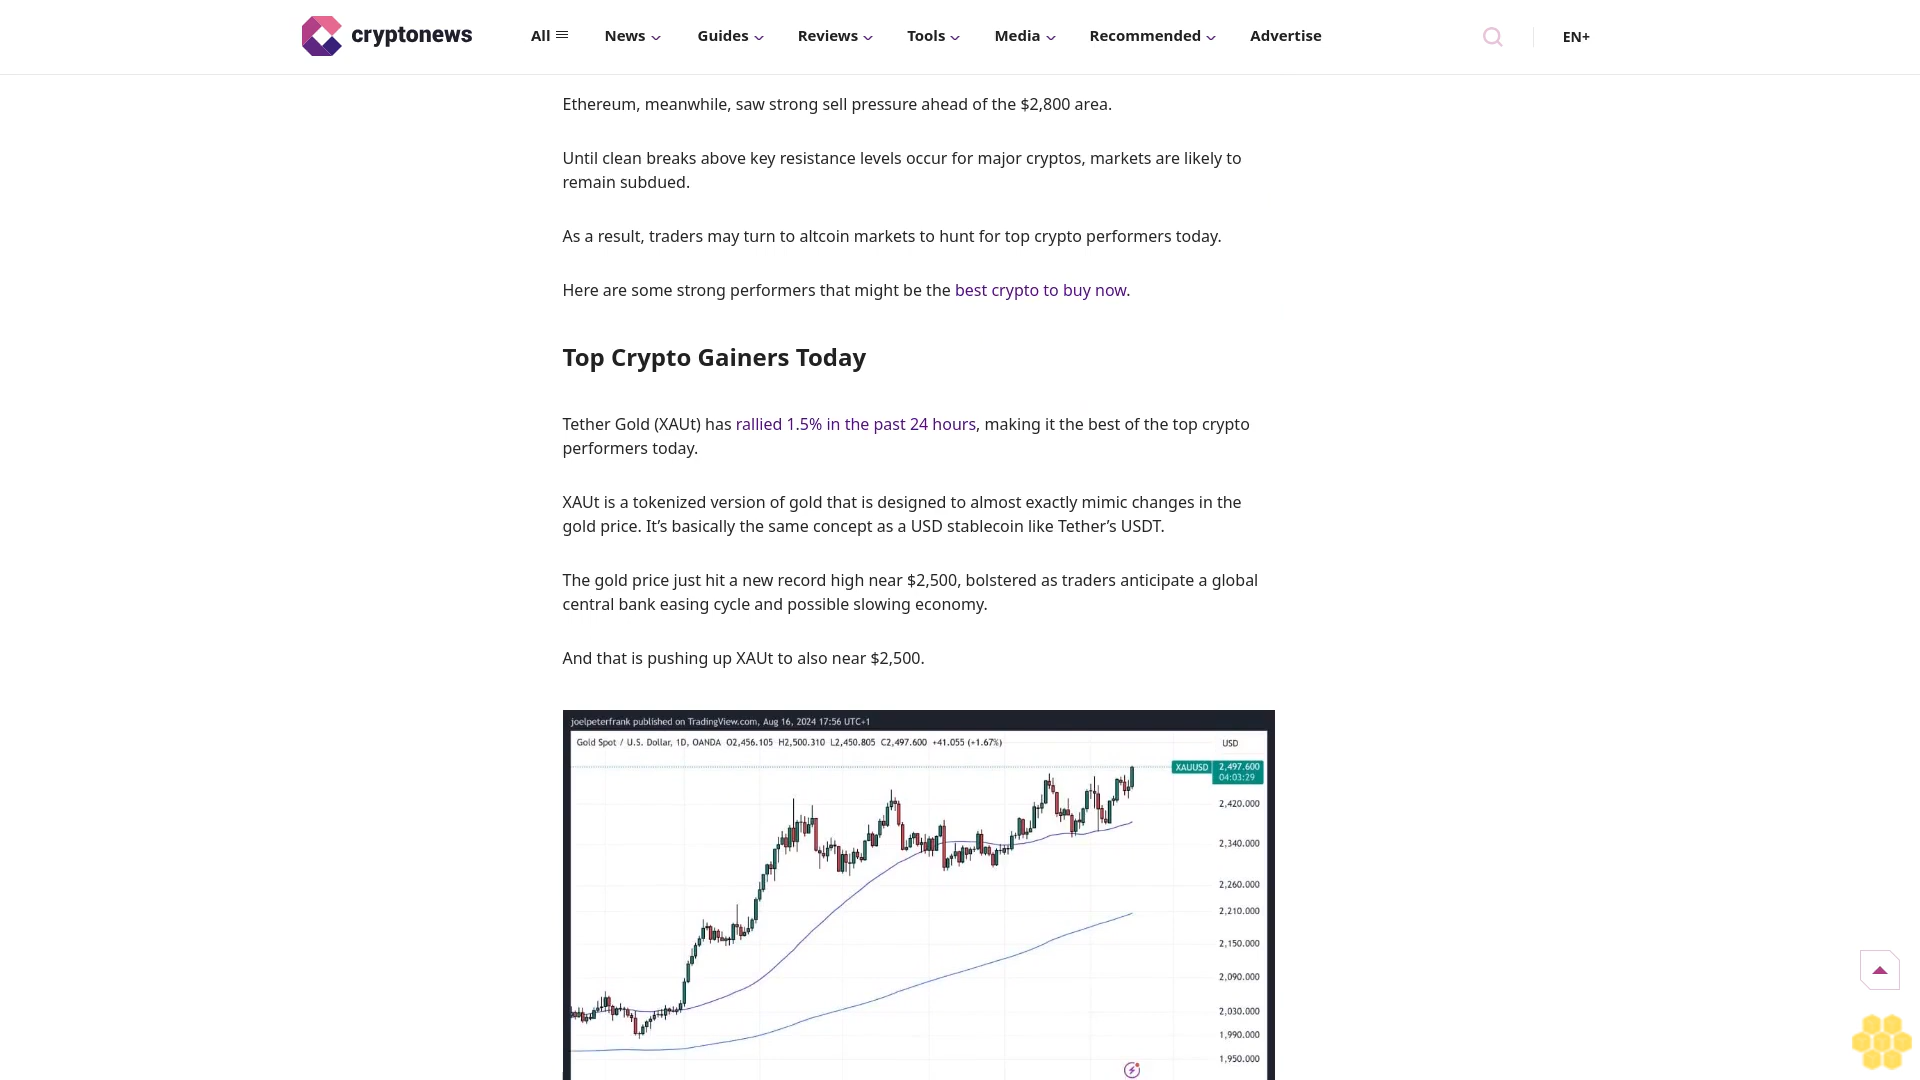 cryptonews
All
News
Guides
Reviews
Tools
Media
Recommended
Advertise
EN+
Ethereum, meanwhile, saw strong sell pressure ahead of the $2,800 area.
Until clean breaks above key resistance levels occur for major cryptos, markets are likely to
remain subdued.
As a result, traders may turn to altcoin markets to hunt for top crypto performers today.
Here are some strong performers that might be the best crypto to buy now.
Top Crypto Gainers Today
Tether Gold (XAUt) has rallied 1.5% in the past 24 hours, making it the best of the top crypto
performers today.
XAUt is a tokenized version of gold that is designed to almost exactly mimic changes in the
gold price. It’s basically the same concept as a USD stablecoin like Tether’s USDT.
The gold price just hit a new record high near $2,500, bolstered as traders anticipate a global
central bank easing cycle and possible slowing economy.
And that is pushing up XAUt to also near $2,500.
joelpeterfrank published on TradingView.com, Aug 16, 2024 17:56 UTC+1
Gold Spot / U.S. Dollar, 1D, OANDA O2,456.105 H2,500.310 L2,450.805 C2,497.600 +41.055 (+1.67%)
USD
XAUUSD 2,497.600
04:03:29
2,420.000
2,340.000
2,260.000
2,210.000
2,150.000
2,090.000
2,030.000
1,990.000
1,950.000